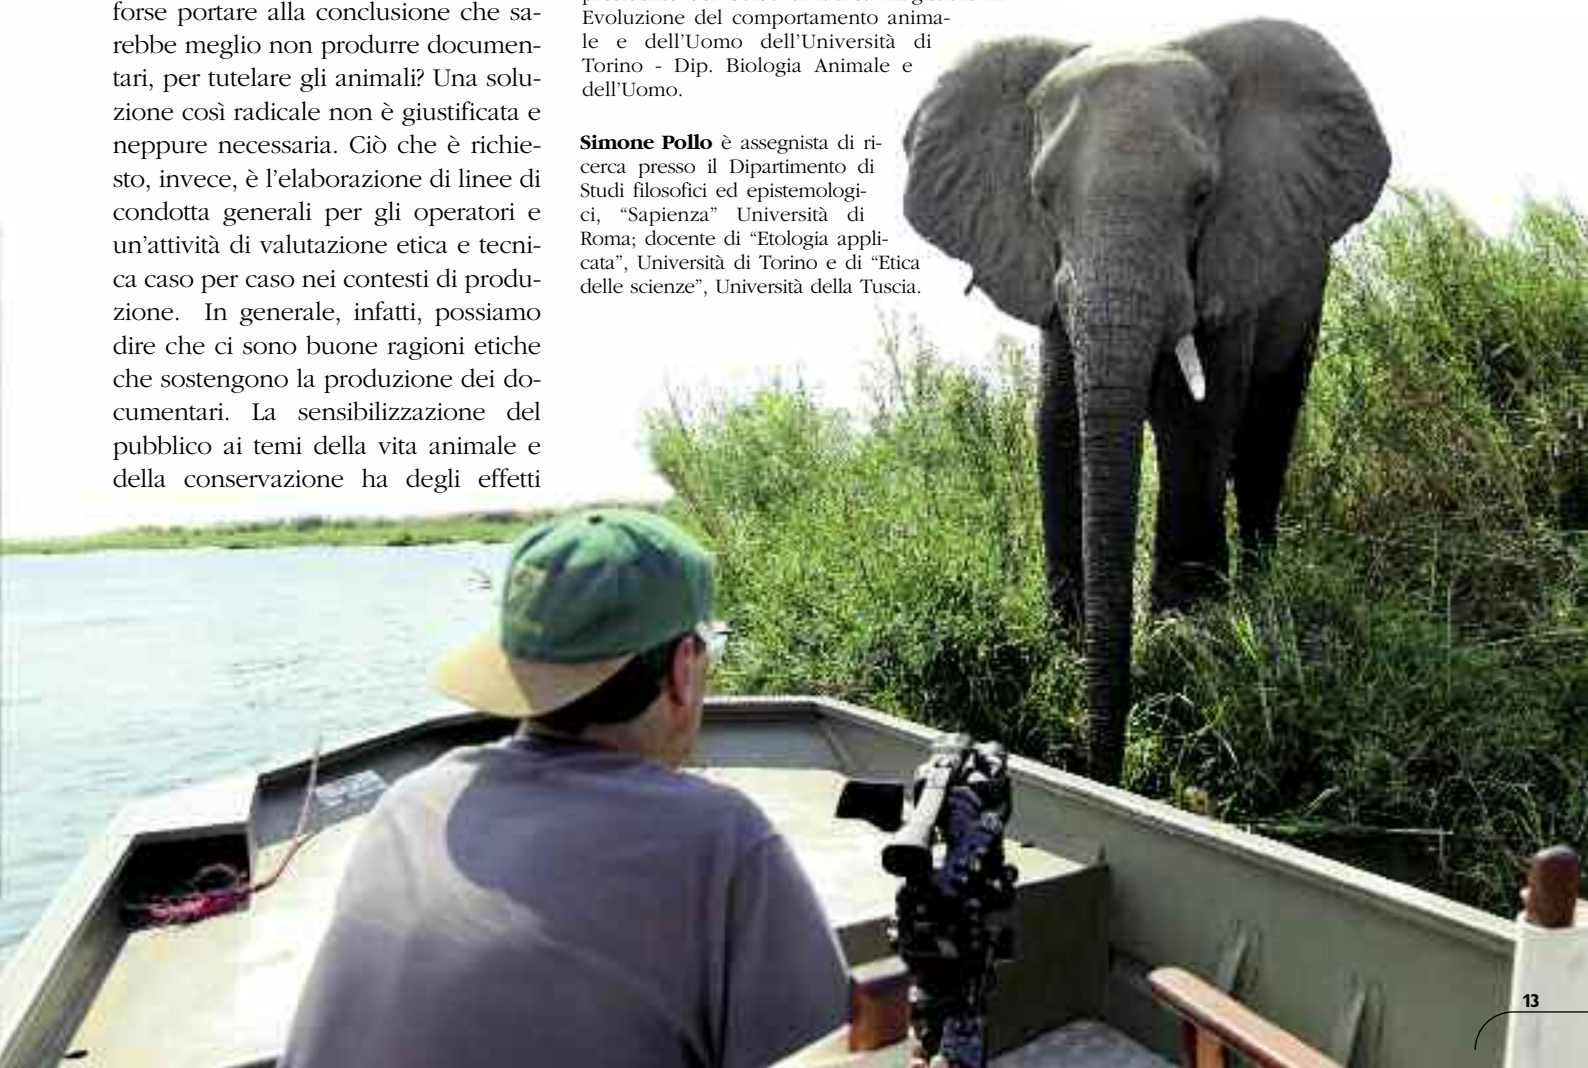 forse portare alla conclusione che sa-
rebbe meglio non produrre documen-
tari, per tutelare gli animali? Una solu-
zione così radicale non è giustificata e
neppure necessaria. Ciò che è richie-
sto, invece, è l'elaborazione di linee di
condotta generali per gli operatori e
un'attività di valutazione etica e tecni-
ca caso per caso nei contesti di produ-
zione. In generale, infatti, possiamo
dire che ci sono buone ragioni etiche
che sostengono la produzione dei do-
cumentari. La sensibilizzazione del
pubblico ai temi della vita animale e
della conservazione ha degli effetti
Evoluzione del comportamento anima-
le e dell'Uomo dell'Università di
Torino - Dip. Biologia Animale e
dell'Uomo.
Simone Pollo è assegnista di ri-
cerca presso il Dipartimento di
Studi filosofici ed epistemologi-
ci, “Sapienza” Università di
Roma; docente di “Etologia appli-
cata”, Università di Torino e di “Etica
delle scienze”, Università della Tuscia.
13